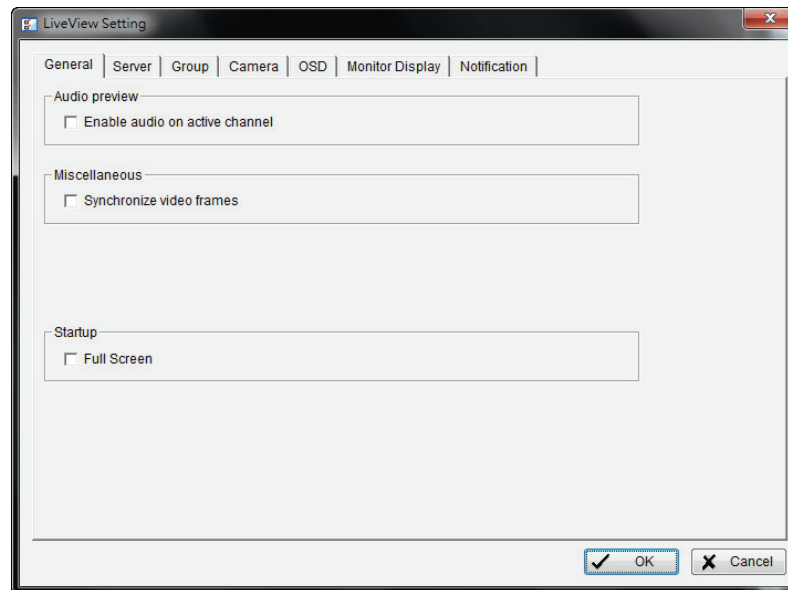 LiveView Setting
General Server Group Camera OSD Monitor Display Notification
Audio preview
Enable audio on active channel
Miscellaneous
Synchronize video frames
Startup
Full Screen
OK Cancel